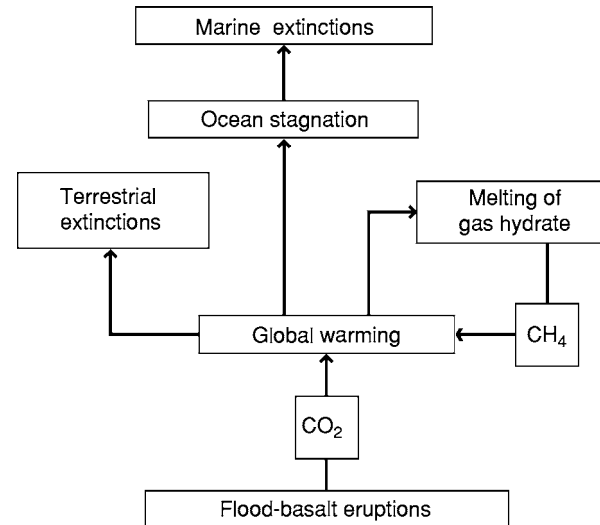 Marine extinctions
Ocean stagnation
Terrestrial
extinctions
Melting of
gas hydrate
Global warming
CH₄
CO₂
Flood-basalt eruptions